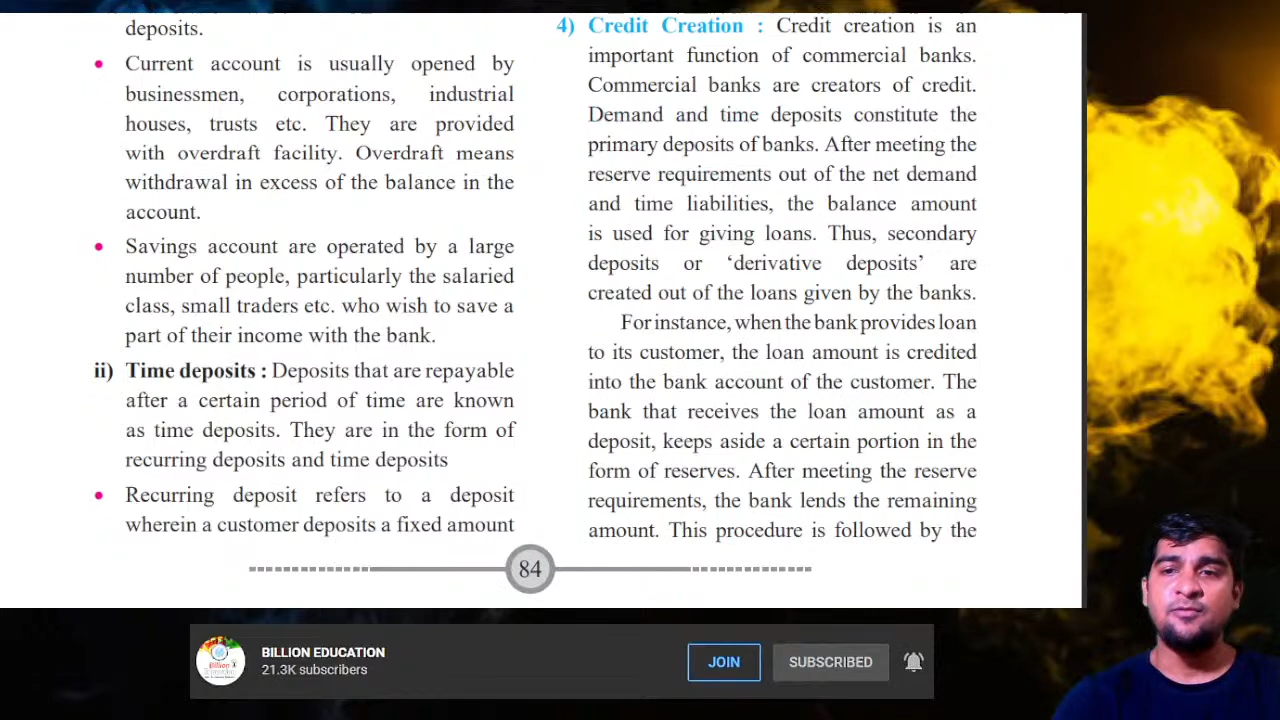 deposits.
• Current account is usually opened by
businessmen, corporations, industrial
houses, trusts etc. They are provided
with overdraft facility. Overdraft means
withdrawal in excess of the balance in the
account.
• Savings account are operated by a large
number of people, particularly the salaried
class, small traders etc. who wish to save a
part of their income with the bank.
ii) Time deposits : Deposits that are repayable
after a certain period of time are known
as time deposits. They are in the form of
recurring deposits and time deposits
• Recurring deposit refers to a deposit
wherein a customer deposits a fixed amount
4) Credit Creation : Credit creation is an
important function of commercial banks.
Commercial banks are creators of credit.
Demand and time deposits constitute the
primary deposits of banks. After meeting the
reserve requirements out of the net demand
and time liabilities, the balance amount
is used for giving loans. Thus, secondary
deposits or ‘derivative deposits’ are
created out of the loans given by the banks.
For instance, when the bank provides loan
to its customer, the loan amount is credited
into the bank account of the customer. The
bank that receives the loan amount as a
deposit, keeps aside a certain portion in the
form of reserves. After meeting the reserve
requirements, the bank lends the remaining
amount. This procedure is followed by the
84
BILLION EDUCATION
21.3K subscribers
JOIN
SUBSCRIBED